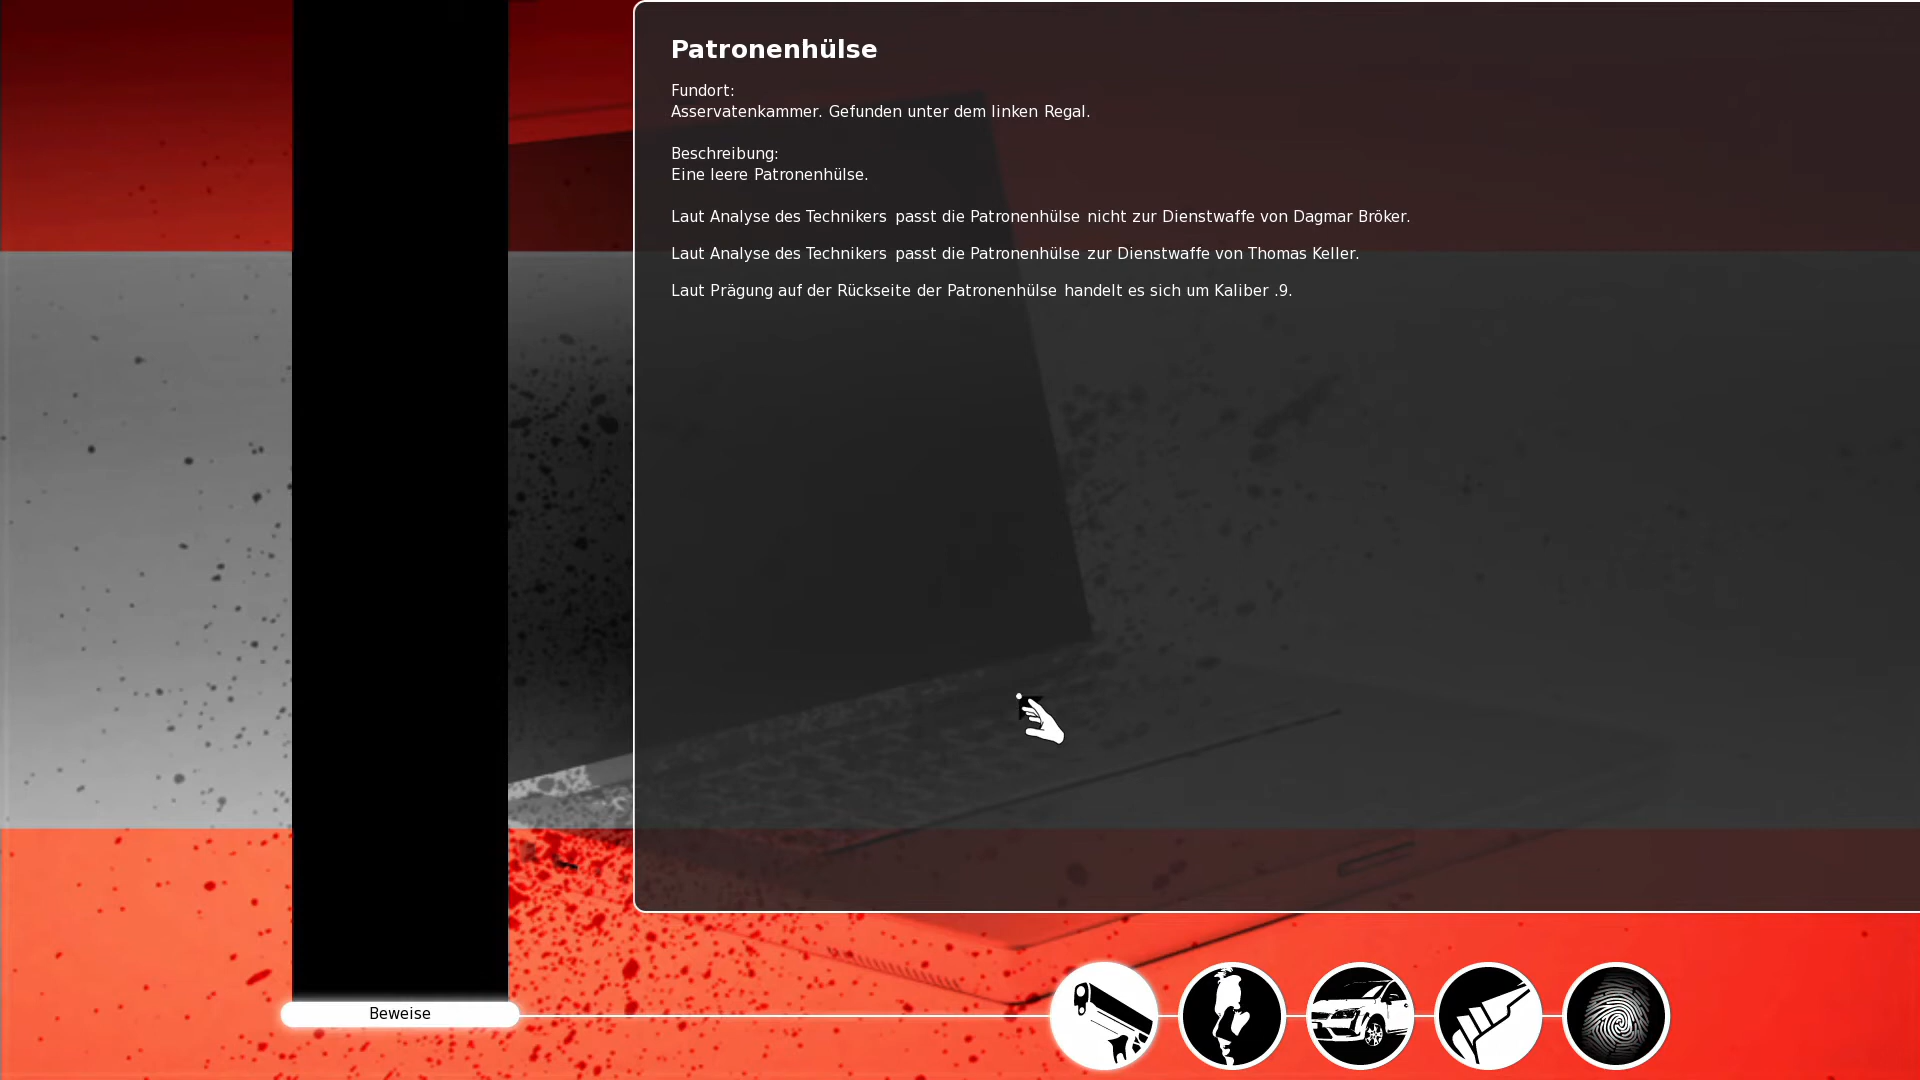 Patronenhülse
Fundort:
Asservatenkammer. Gefunden unter dem linken Regal.
Beschreibung:
Eine leere Patronenhülse.
Laut Analyse des Technikers passt die Patronenhülse nicht zur Dienstwaffe von Dagmar Bröker.
Laut Analyse des Technikers passt die Patronenhülse zur Dienstwaffe von Thomas Keller.
Laut Prägung auf der Rückseite der Patronenhülse handelt es sich um Kaliber .9.
Beweise